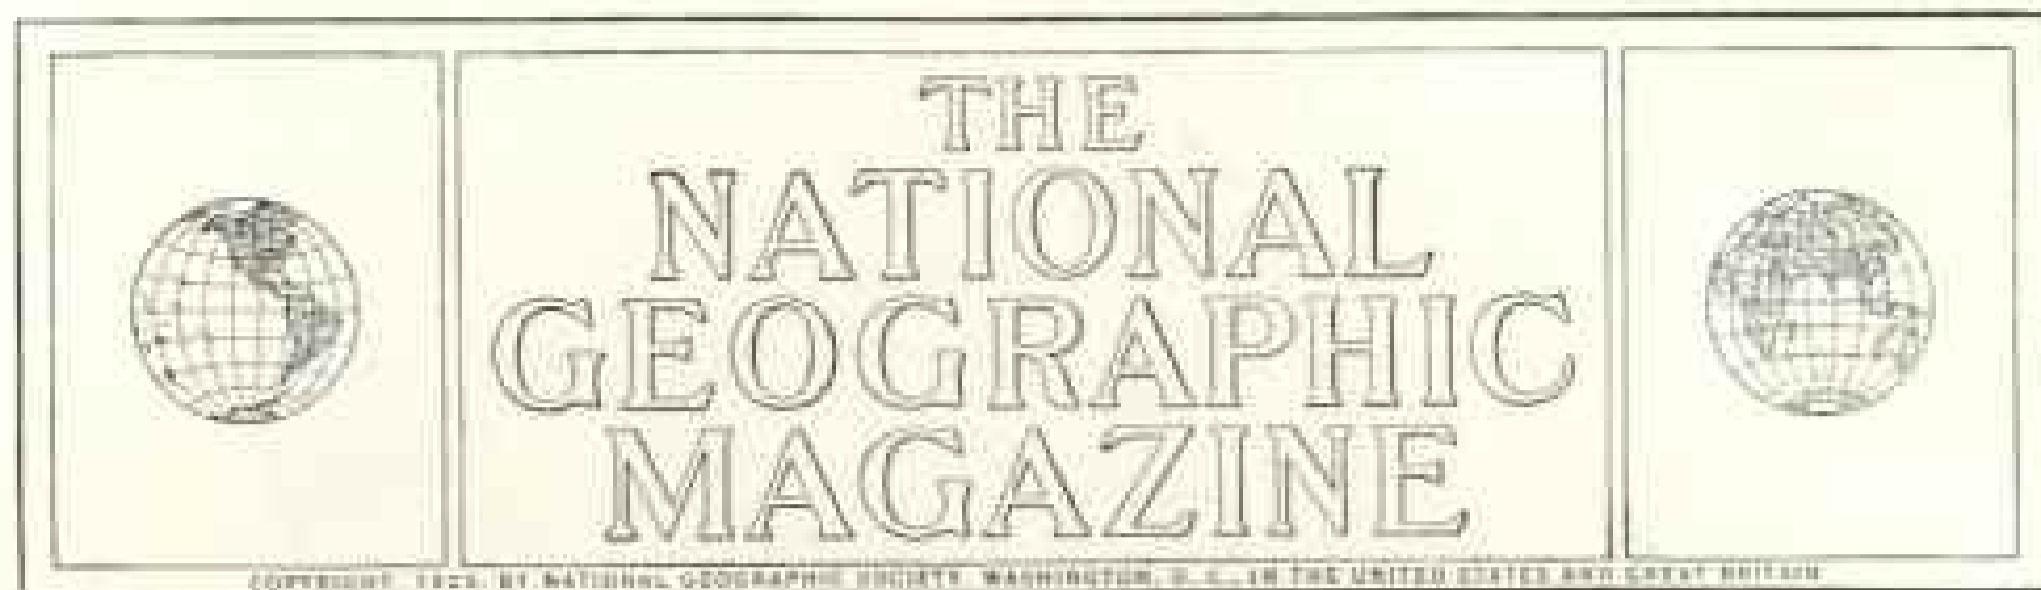 THE
NATIONAL
GEOGRAPHIC
MAGAZINE
COPYRIGHT BY NATIONAL GEOGRAPHIC SOCIETY, WASHINGTON, D. C., IN THE UNITED STATES AND GREAT BRITAIN